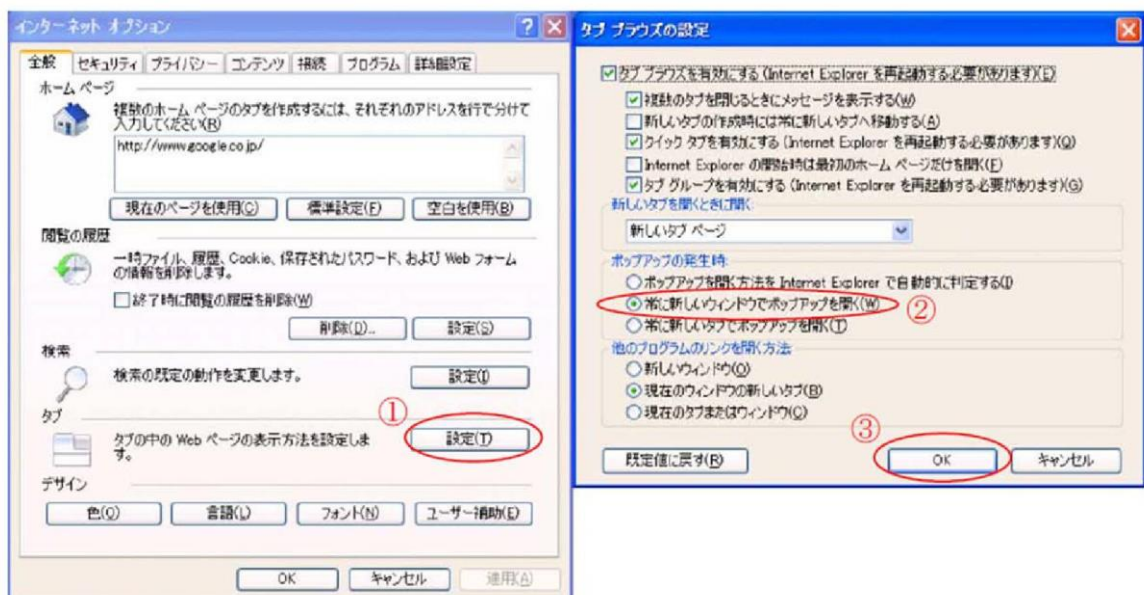 インターネット オプション
全般 セキュリティ プライバシー コンテンツ 接続 プログラム 詳細設定
ホーム ページ
複数のホーム ページのタブを作成するには、それぞれのアドレスを行で分けて
入力してください(R)
http://www.google.co.jp/
現在のページを使用(C) 標準設定(F) 空白を使用(B)
閲覧の履歴
一時ファイル、履歴、Cookie、保存されたパスワード、および Web フォーム
の情報を削除します。
終了時に閲覧の履歴を削除(W)
削除(D)... 設定(S)
検索
検索の既定の動作を変更します。 設定(I)
タブ
①
タブの中の Web ページの表示方法を設定しま
す。
設定(T)
デザイン
色(O) 言語(L) フォント(N) ユーザー補助(E)
OK キャンセル 適用(A)
タブ ブラウズの設定
タブ ブラウズを有効にする (Internet Explorer を再起動する必要があります)(E)
複数のタブを閉じるときにメッセージを表示する(W)
新しいタブの作成時には常に新しいタブへ移動する(A)
クイック タブを有効にする (Internet Explorer を再起動する必要があります)(Q)
Internet Explorer の開始時は最初のホーム ページだけを開く(F)
タブ グループを有効にする (Internet Explorer を再起動する必要があります)(G)
新しいタブを開くときに開く:
新しいタブ ページ
ポップアップの発生時:
ポップアップを開く方法を Internet Explorer で自動的に判定する(I)
常に新しいウィンドウでポップアップを開く(W) ②
常に新しいタブでポップアップを開く(T)
他のプログラムのリンクを開く方法:
新しいウィンドウ(O)
現在のウィンドウの新しいタブ(B)
現在のタブまたはウィンドウ(C)
③
既定値に戻す(R) OK キャンセル